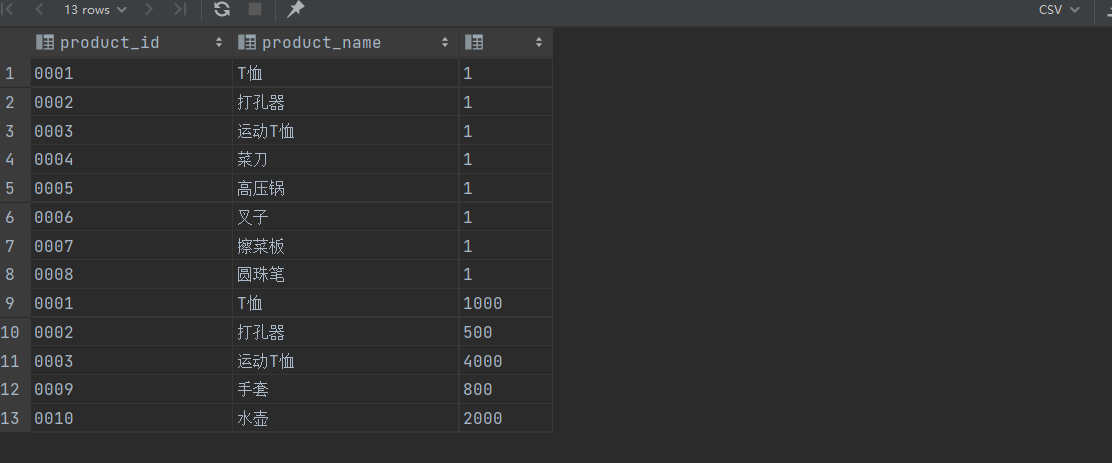 13 rows CSV
product_id product_name
1 0001 T恤 1
2 0002 打孔器 1
3 0003 运动T恤 1
4 0004 菜刀 1
5 0005 高压锅 1
6 0006 叉子 1
7 0007 擦菜板 1
8 0008 圆珠笔 1
9 0001 T恤 1000
10 0002 打孔器 500
11 0003 运动T恤 4000
12 0009 手套 800
13 0010 水壶 2000